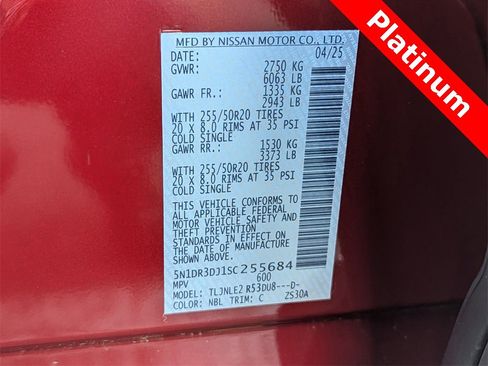 Platinum
MFD BY NISSAN MOTOR CO., LTD.
DATE: 04/25
GVWR: 2750 KG
6063 LB
GAWR FR.: 1335 KG
2943 LB
WITH 255/50R20 TIRES
20 X 8.0 RIMS AT 35 PSI
COLD SINGLE
GAWR RR.: 1530 KG
3373 LB
WITH 255/50R20 TIRES
20 X 8.0 RIMS AT 35 PSI
COLD SINGLE
THIS VEHICLE CONFORMS TO
ALL APPLICABLE FEDERAL
MOTOR VEHICLE SAFETY AND
THEFT PREVENTION
STANDARDS IN EFFECT ON
THE DATE OF MANUFACTURE
SHOWN ABOVE.
5N1DR3DJ1SC255684
MPV 600
MODEL: TLJNLE2 R53DU8---D-
COLOR: NBL TRIM: C ZS30A